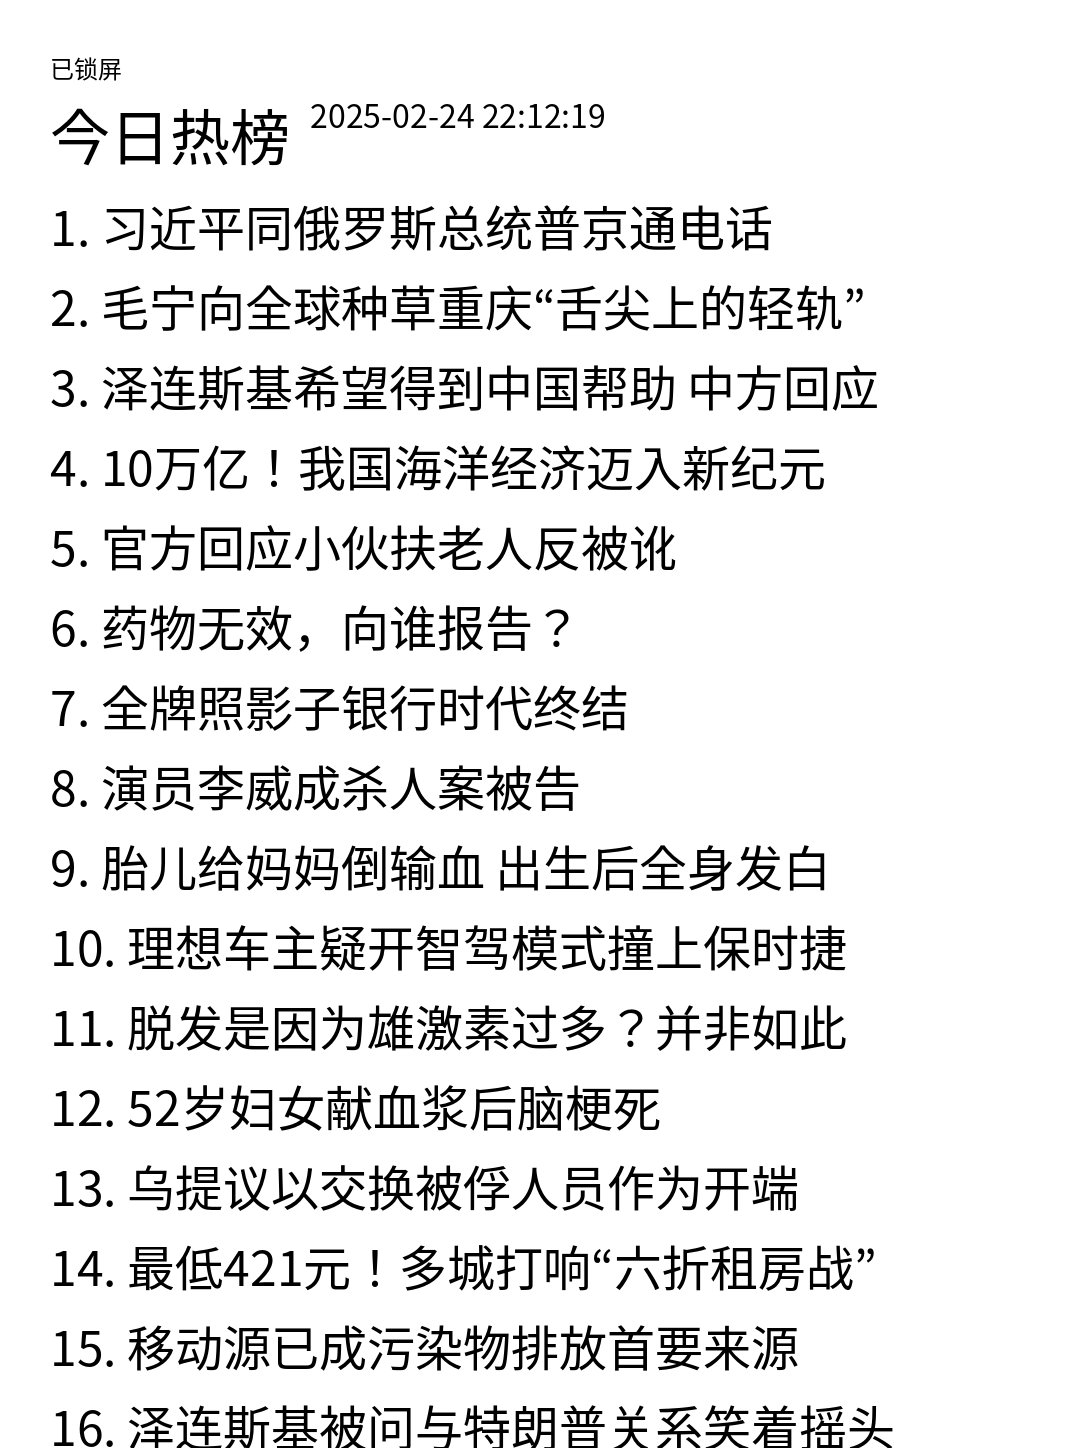 已锁屏
今日热榜 2025-02-24 22:12:19
1. 习近平同俄罗斯总统普京通电话
2. 毛宁向全球种草重庆“舌尖上的轻轨”
3. 泽连斯基希望得到中国帮助 中方回应
4. 10万亿！我国海洋经济迈入新纪元
5. 官方回应小伙扶老人反被讹
6. 药物无效，向谁报告？
7. 全牌照影子银行时代终结
8. 演员李威成杀人案被告
9. 胎儿给妈妈倒输血 出生后全身发白
10. 理想车主疑开智驾模式撞上保时捷
11. 脱发是因为雄激素过多？并非如此
12. 52岁妇女献血浆后脑梗死
13. 乌提议以交换被俘人员作为开端
14. 最低421元！多城打响“六折租房战”
15. 移动源已成污染物排放首要来源
16. 泽连斯基被问与特朗普关系笑着摇头